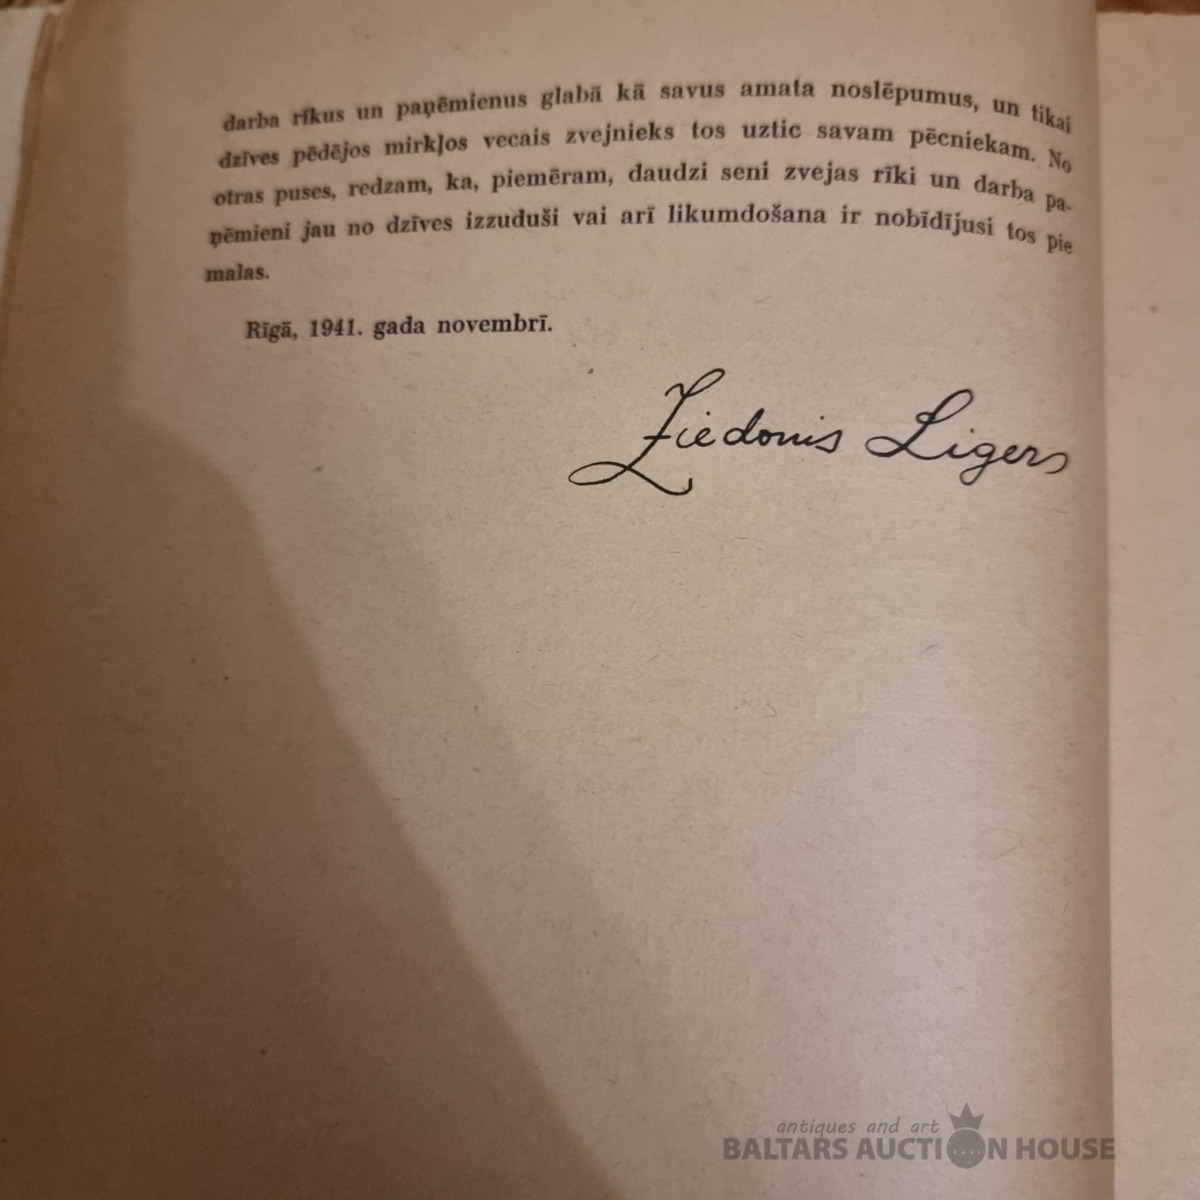 darba rīkus un paņēmienus glabā kā savus amata noslēpumus, un tikai
dzīves pēdējos mirkļos vecais zvejnieks tos uztic savam pēcniekam. No
otras puses, redzam, ka, piemēram, daudzi seni zvejas rīki un darba pa-
ņēmieni jau no dzīves izzuduši vai arī likumdošana ir nobīdījusi tos pie
malas.
Rīgā, 1941. gada novembrī.
Ziedonis Ligers
antiques and art
BALTARS AUCTION HOUSE